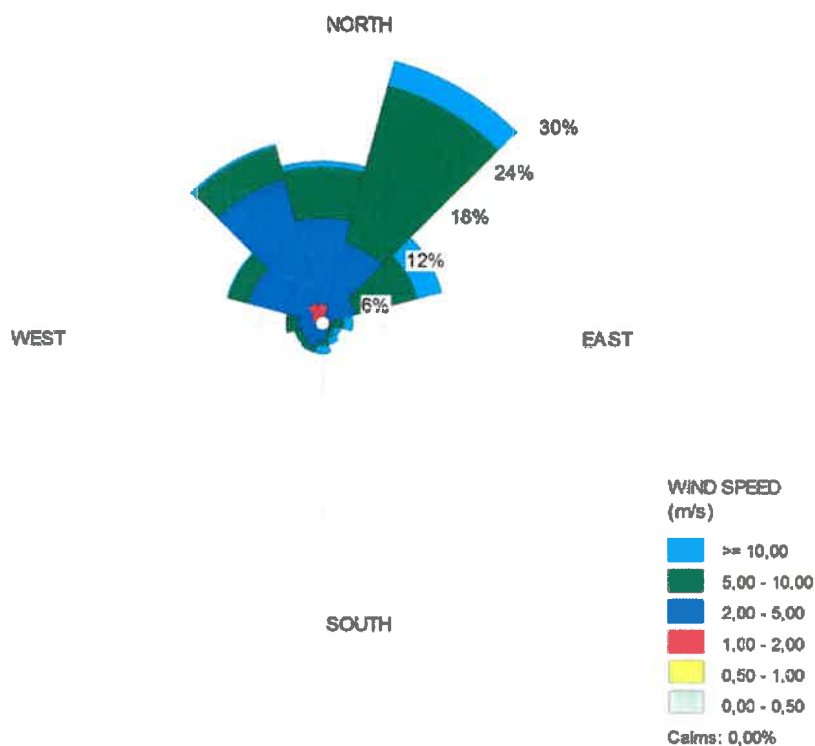 NORTH
30%
24%
18%
12%
6%
WEST
EAST
WIND SPEED
(m/s)
>= 10,00
5,00 - 10,00
2,00 - 5,00
1,00 - 2,00
0,50 - 1,00
0,00 - 0,50
SOUTH
Calms: 0,00%